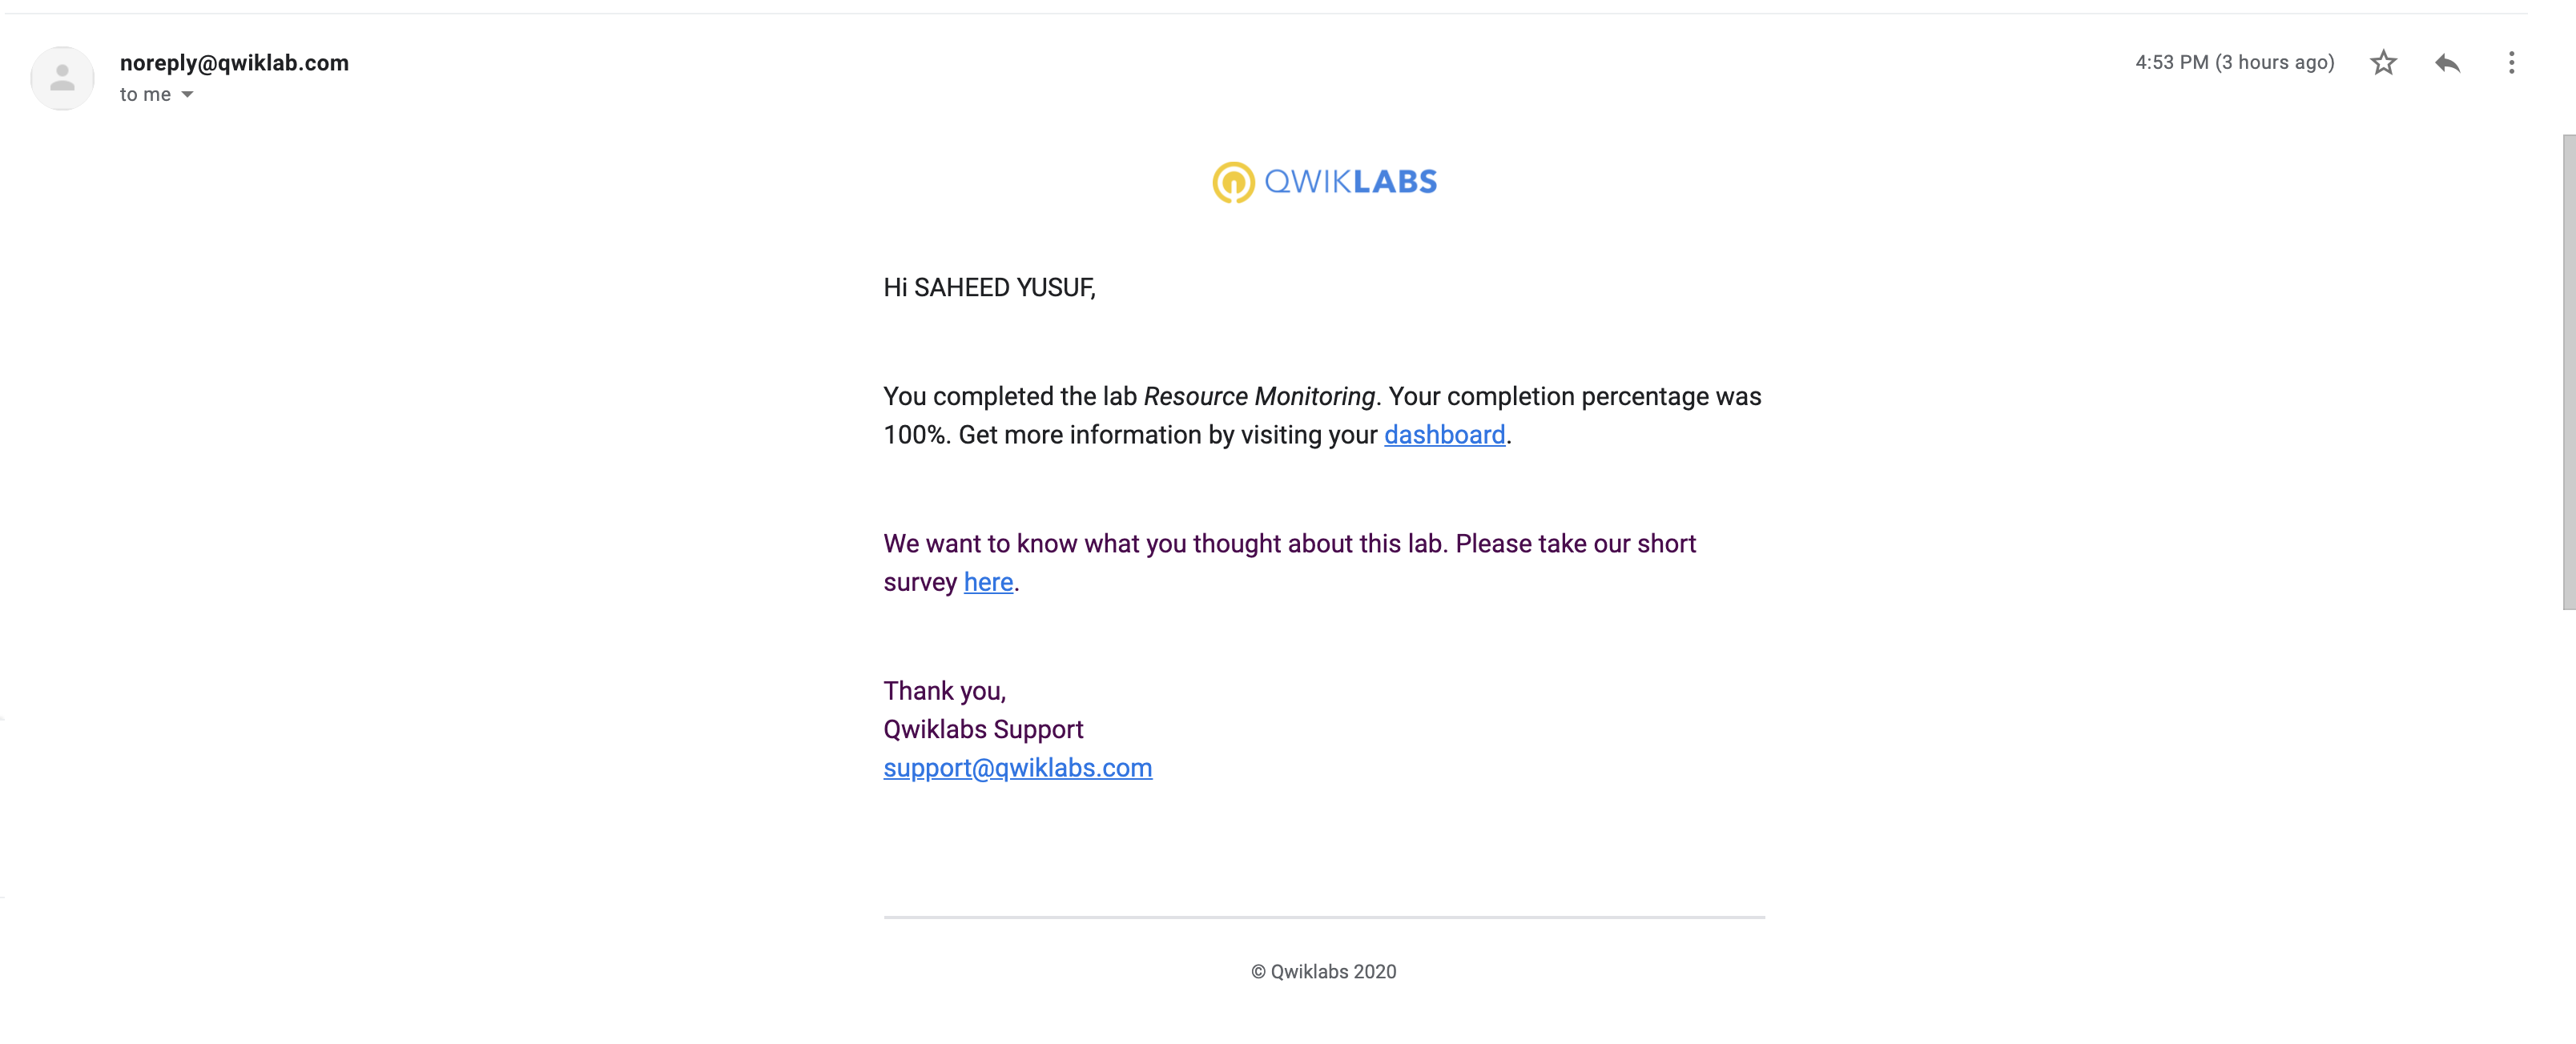 noreply@qwiklab.com
4:53 PM (3 hours ago)
to me
QWIKLABS
Hi SAHEED YUSUF,
You completed the lab Resource Monitoring. Your completion percentage was
100%. Get more information by visiting your dashboard.
We want to know what you thought about this lab. Please take our short
survey here.
Thank you,
Qwiklabs Support
support@qwiklabs.com
© Qwiklabs 2020